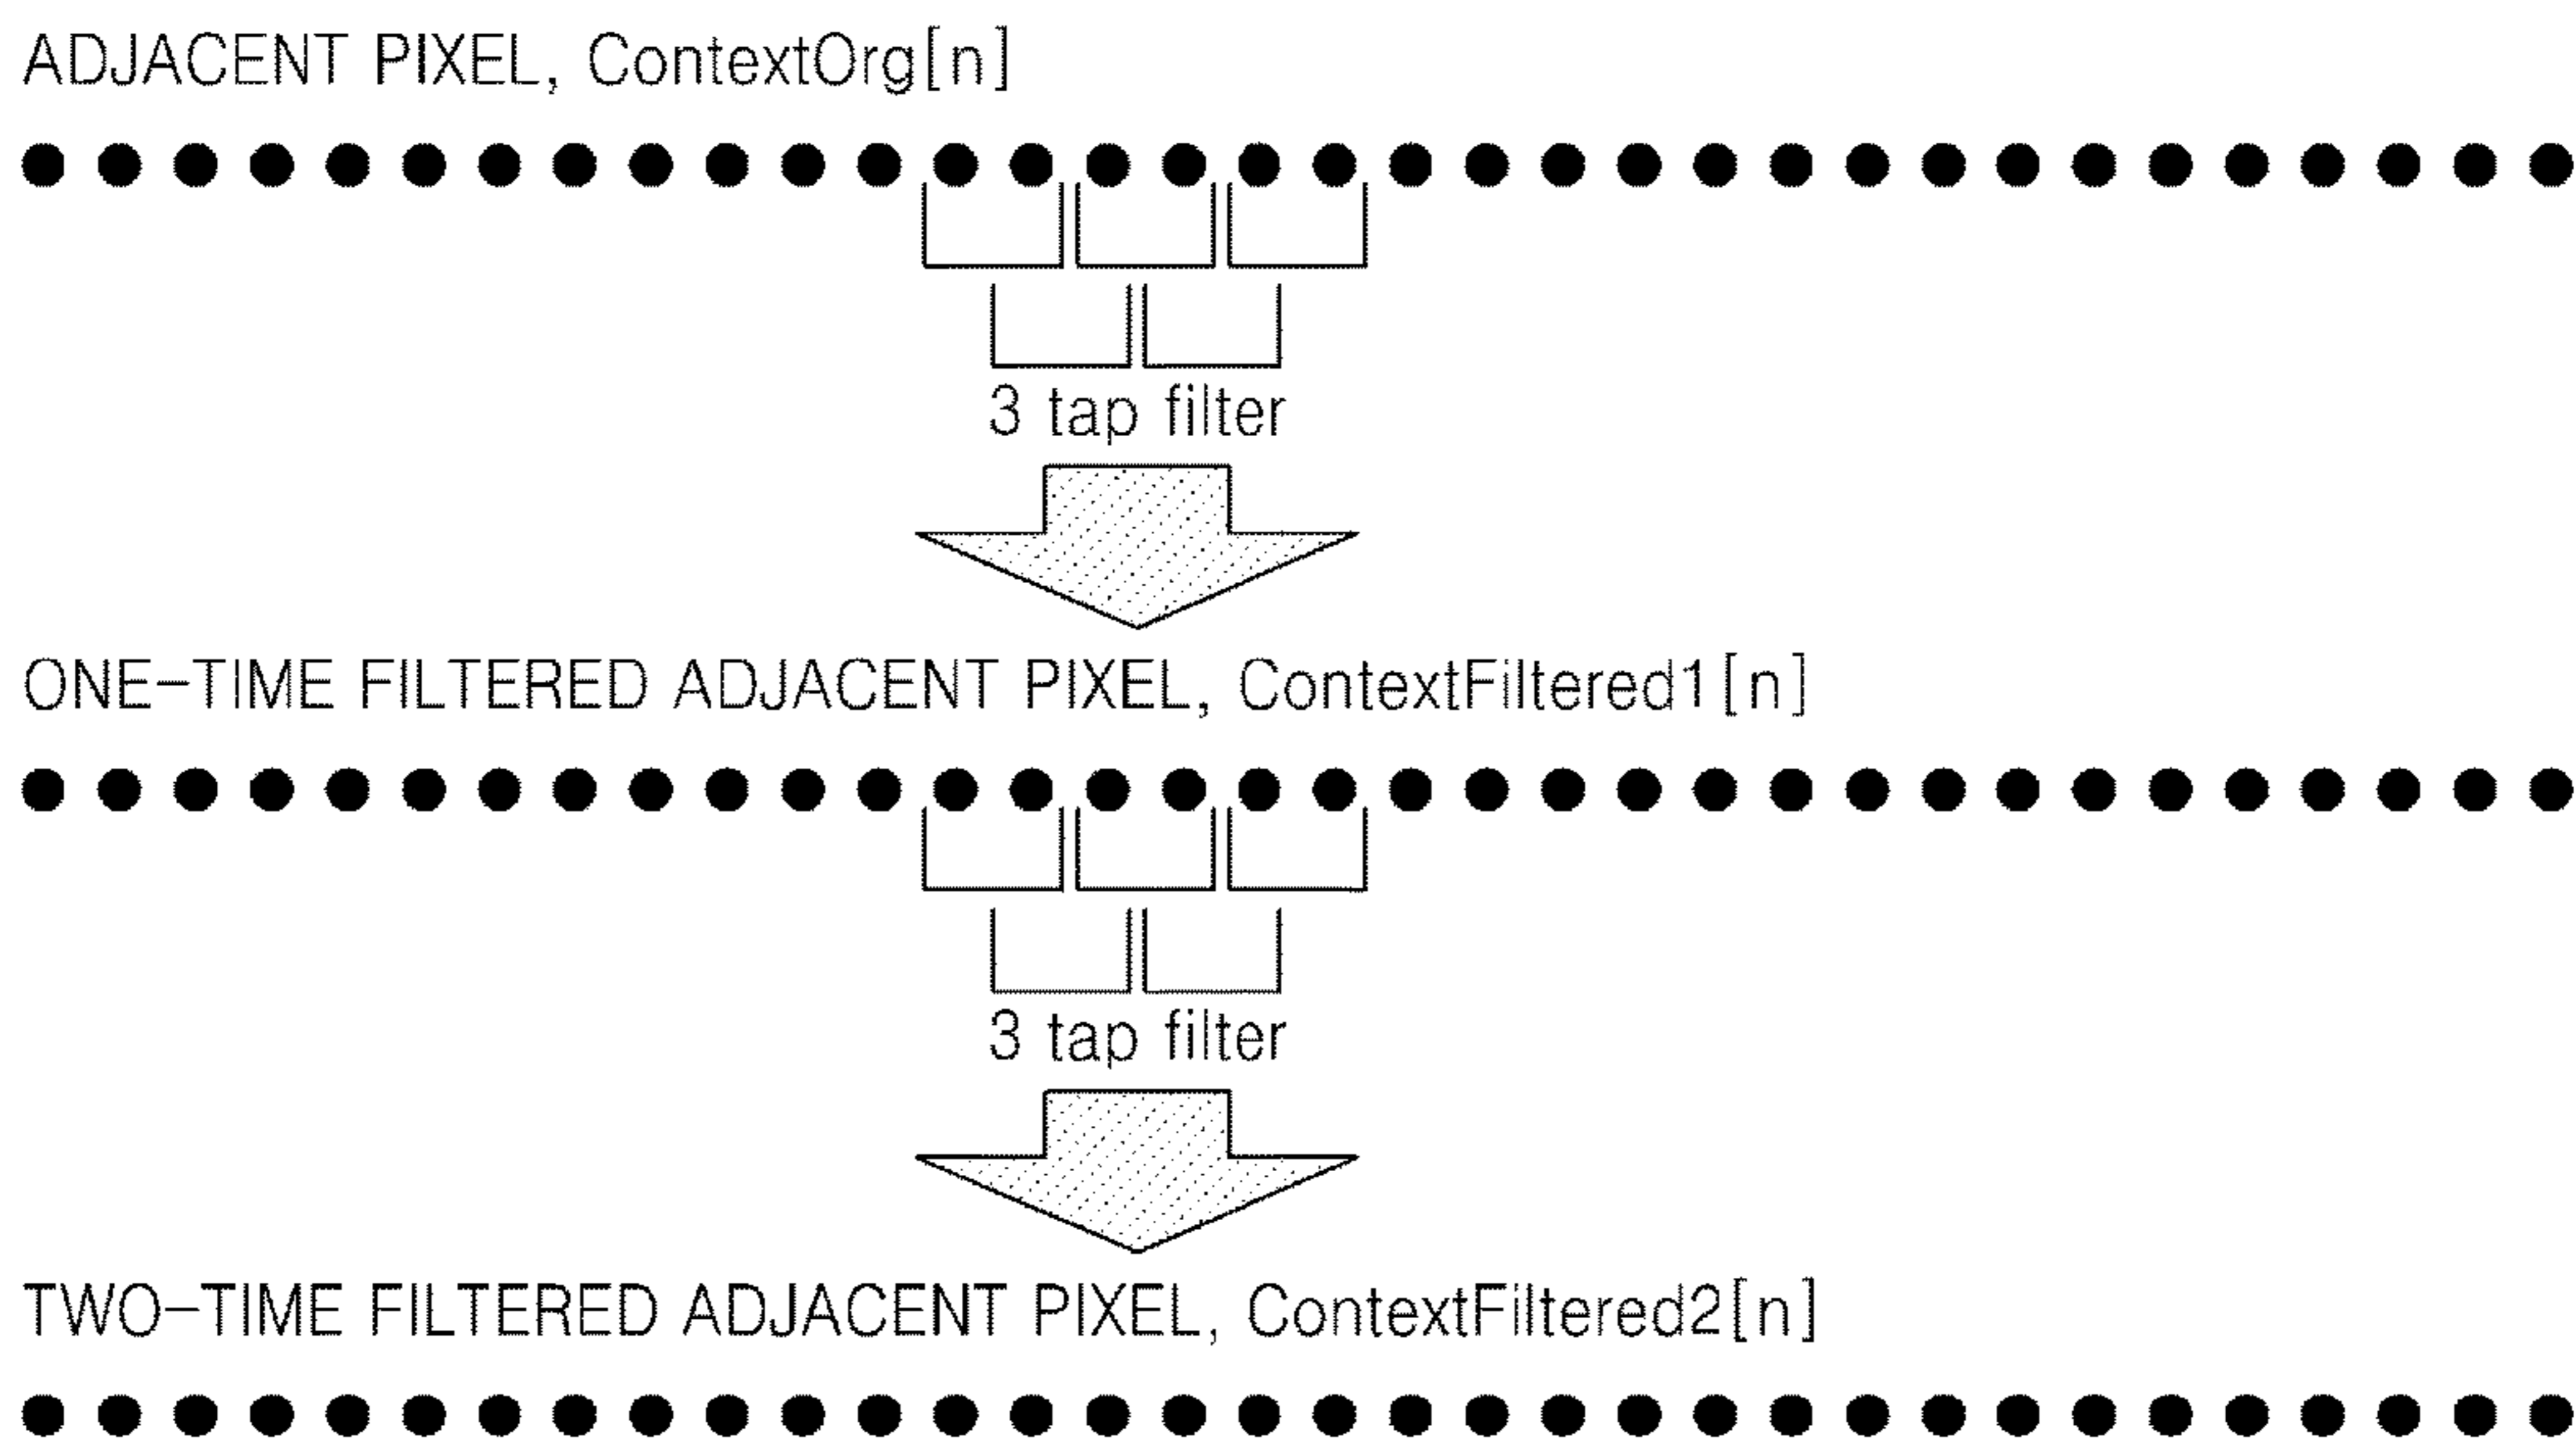 ADJACENT PIXEL, ContextOrg[n]
3 tap filter
ONE-TIME FILTERED ADJACENT PIXEL, ContextFiltered1[n]
3 tap filter
TWO-TIME FILTERED ADJACENT PIXEL, ContextFiltered2[n]